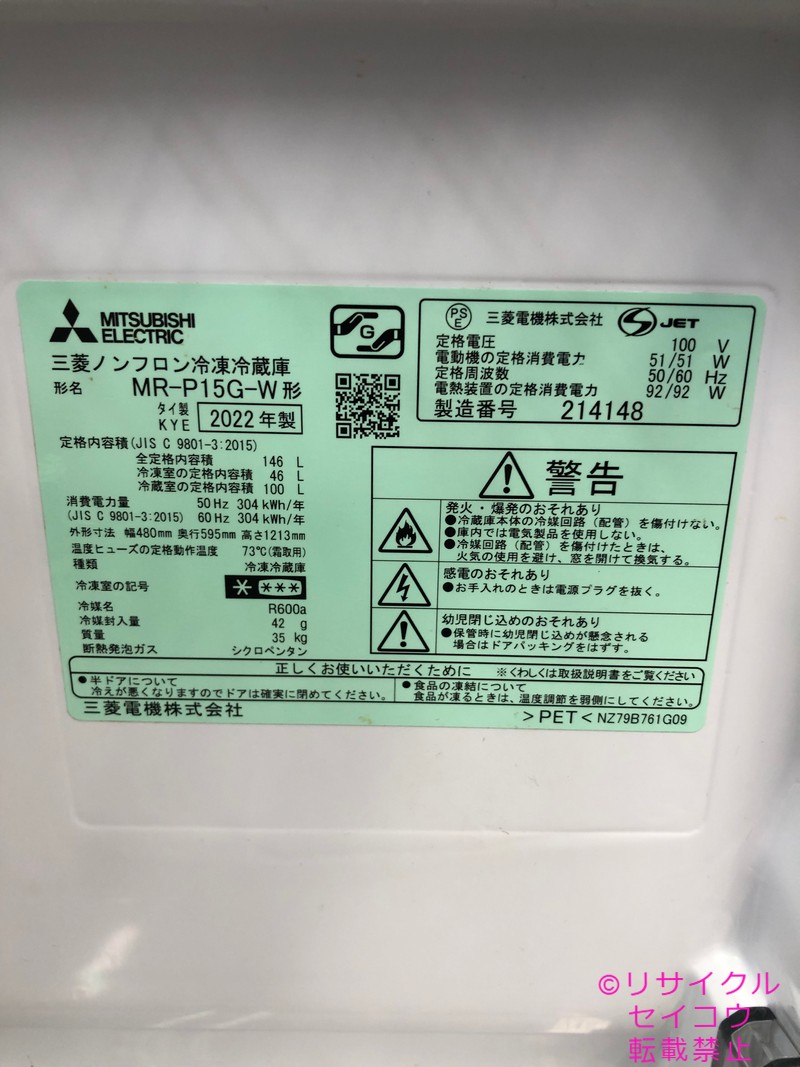 MITSUBISHI
ELECTRIC
三菱ノンフロン冷凍冷蔵庫
形名 MR-P15G-W形
タイ製
KYE 2022年製
定格内容積(JIS C 9801-3:2015)
全定格内容積 146 L
冷凍室の定格内容積 46 L
冷蔵室の定格内容積 100 L
消費電力量 50Hz 304kWh/年
(JIS C 9801-3:2015) 60Hz 304kWh/年
外形寸法 幅480mm 奥行595mm 高さ1213mm
温度ヒューズの定格動作温度 73℃(霜取用)
種類 冷凍冷蔵庫
冷凍室の記号
冷媒名 R600a
冷媒封入量 42 g
質量 35 kg
断熱発泡ガス シクロペンタン
G
PS
E 三菱電機株式会社 JET
定格電圧 100 V
電動機の定格消費電力 51/51 W
定格周波数 50/60 Hz
電熱装置の定格消費電力 92/92 W
製造番号 214148
警告
発火・爆発のおそれあり
●冷蔵庫本体の冷媒回路(配管)を傷付けない。
●庫内では電気製品を使用しない。
●冷媒回路(配管)を傷付けたときは、
火気の使用を避け、窓を開けて換気する。
感電のおそれあり
●お手入れのときは電源プラグを抜く。
幼児閉じ込めのおそれあり
●保管時に幼児閉じ込めが懸念される
場合はドアパッキングをはずす。
正しくお使いいただくために ※くわしくは取扱説明書をご覧ください
●半ドアについて
冷えが悪くなりますのでドアは確実に閉めてください。
●食品の凍結について
食品が凍るときは、温度調節を弱側にしてください。
三菱電機株式会社
>PET< NZ79B761G09
©リサイクル
セイコウ
転載禁止